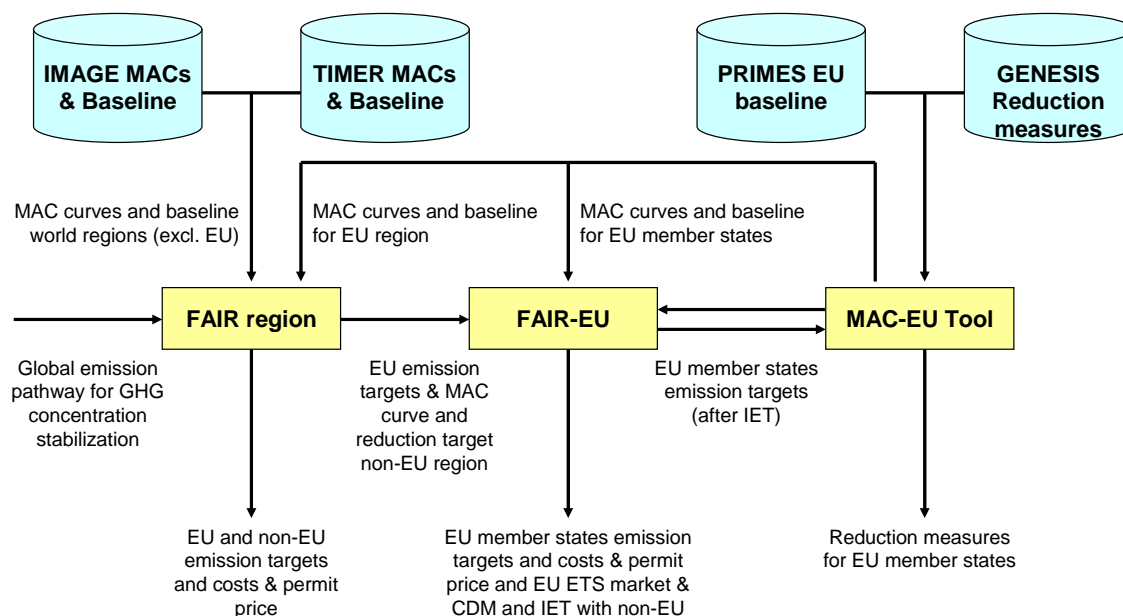 IMAGE MACs
& Baseline
TIMER MACs
& Baseline
PRIMES EU
baseline
GENESIS
Reduction
measures
MAC curves and baseline
world regions (excl. EU)
MAC curves and baseline
for EU region
MAC curves and baseline
for EU member states
FAIR region
FAIR-EU
MAC-EU Tool
Global emission
pathway for GHG
concentration
stabilization
EU emission
targets & MAC
curve and
reduction target
non-EU region
EU member states
emission targets
(after IET)
EU and non-EU
emission targets
and costs & permit
price
EU member states emission
targets and costs & permit
price and EU ETS market &
CDM and IET with non-EU
Reduction measures
for EU member states